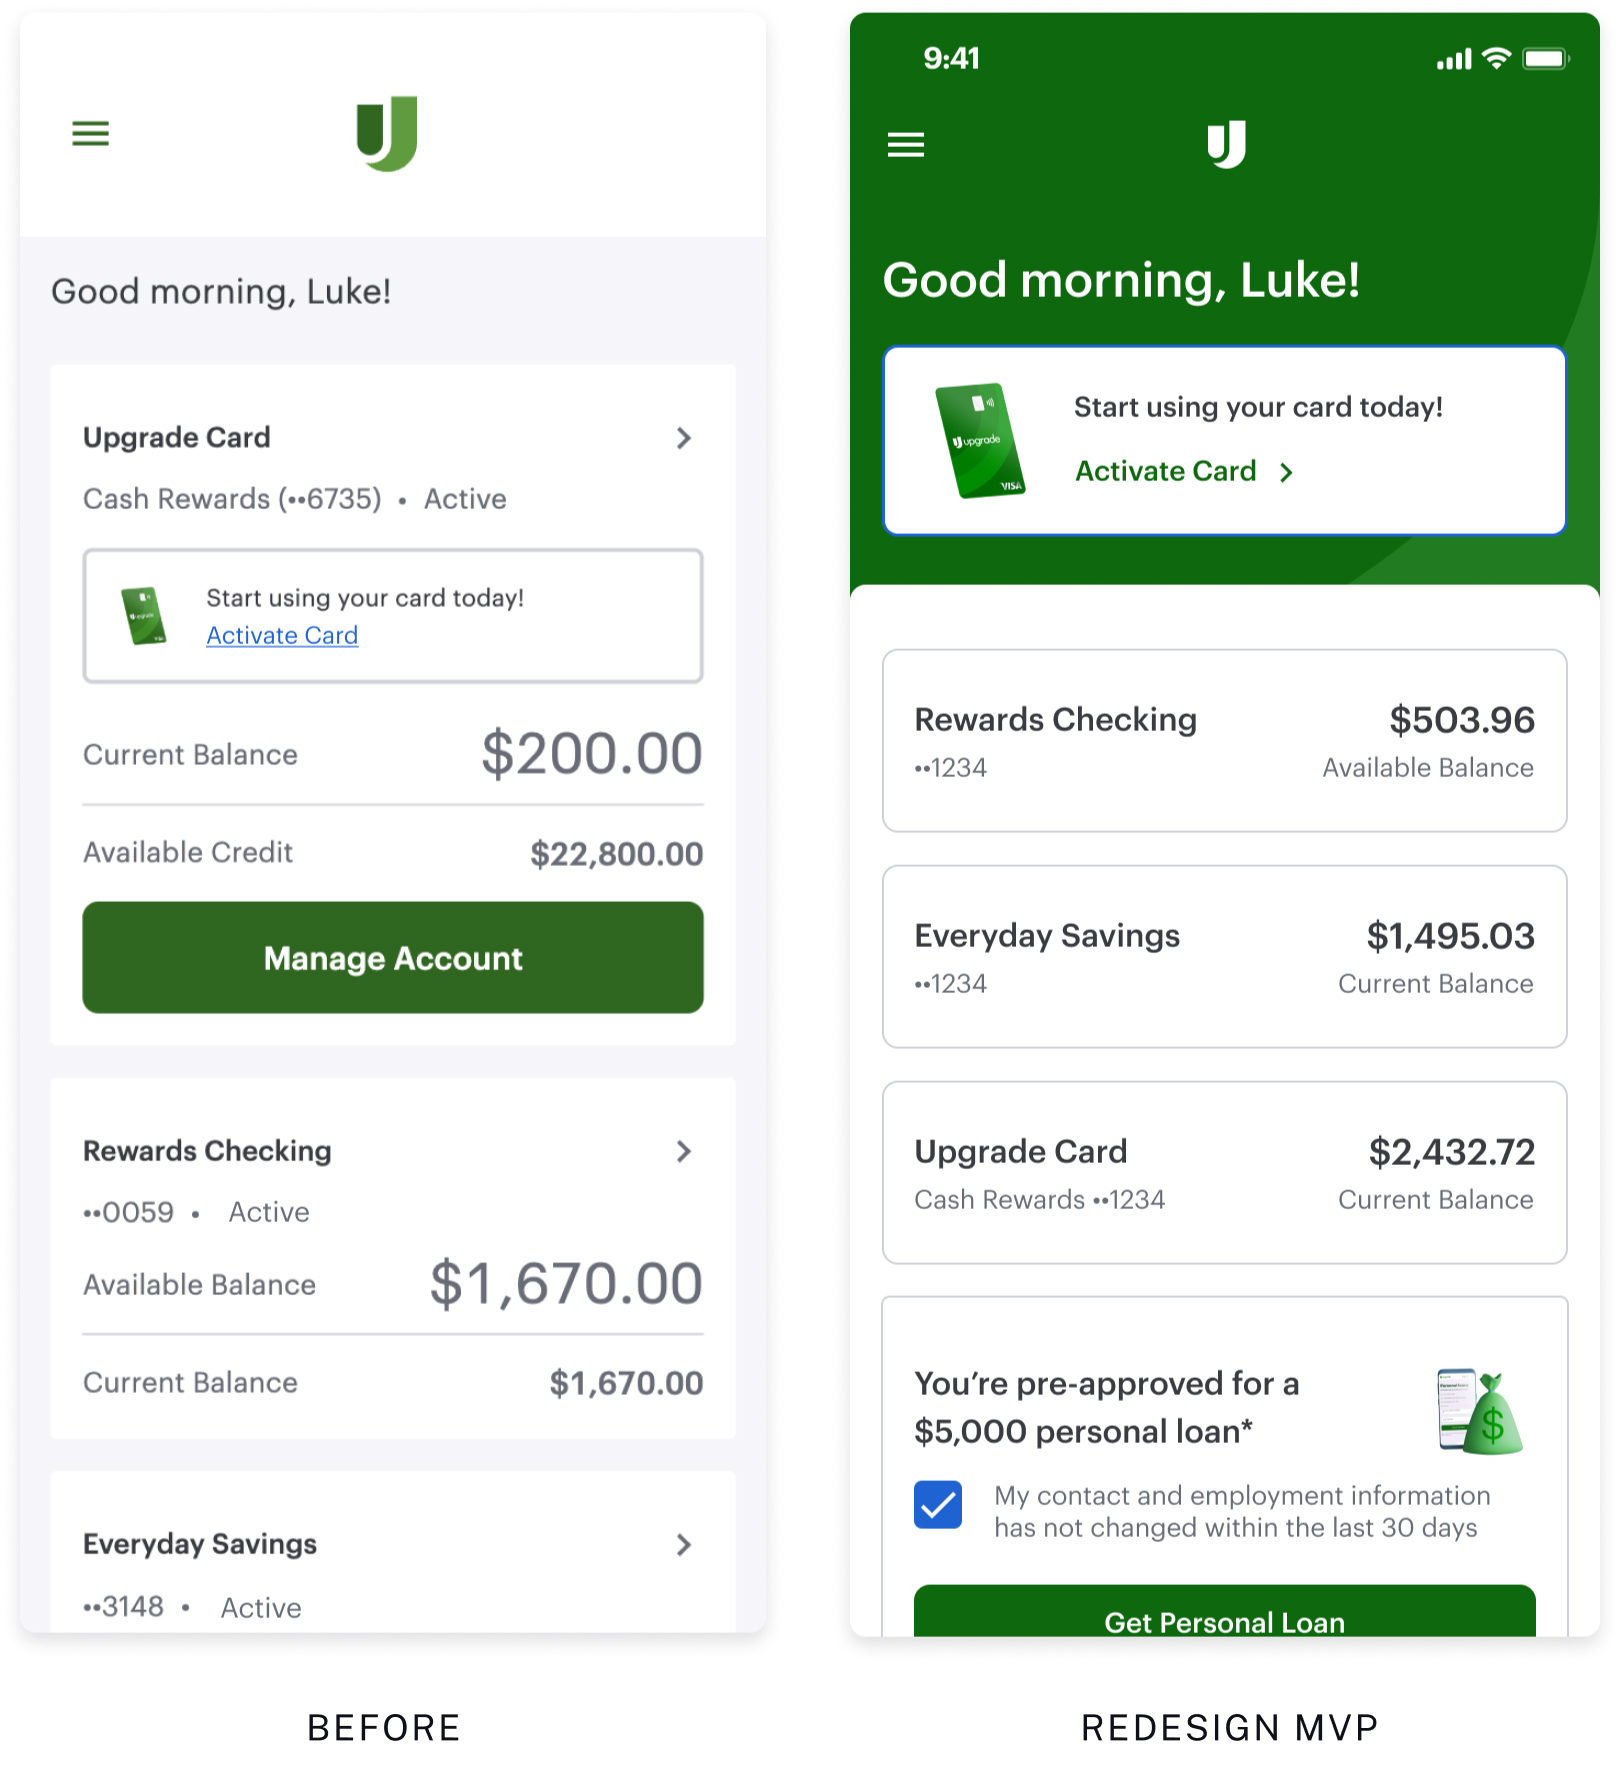 Good morning, Luke!
Upgrade Card
Cash Rewards (••6735) • Active
upgrade
VISA
Start using your card today!
Activate Card
Current Balance $200.00
Available Credit $22,800.00
Manage Account
Rewards Checking
••0059 • Active
Available Balance $1,670.00
Current Balance $1,670.00
Everyday Savings
••3148 • Active
BEFORE
9:41
Good morning, Luke!
upgrade
VISA
Start using your card today!
Activate Card
Rewards Checking $503.96
••1234 Available Balance
Everyday Savings $1,495.03
••1234 Current Balance
Upgrade Card $2,432.72
Cash Rewards ••1234 Current Balance
You’re pre-approved for a
$5,000 personal loan*
$
My contact and employment information
has not changed within the last 30 days
Get Personal Loan
REDESIGN MVP